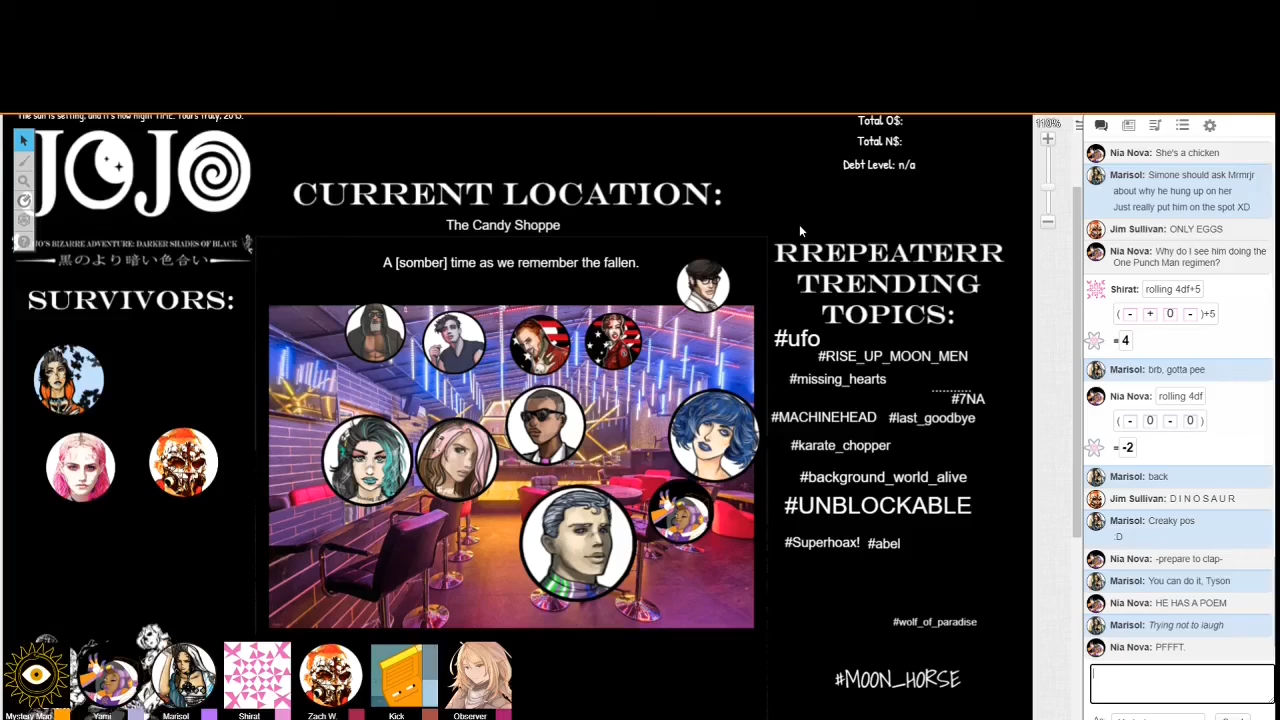 The sun is setting, and it's now night TIME. Yours Truly, 2015.
JOJO
JO'S BIZARRE ADVENTURE: DARKER SHADES OF BLACK
黒のより暗い色合い
SURVIVORS:
CURRENT LOCATION:
The Candy Shoppe
A [somber] time as we remember the fallen.
Total O$:
Total N$:
Debt Level: n/a
RREPEATERR
TRENDING
TOPICS:
#ufo
#RISE_UP_MOON_MEN
#missing_hearts
#7NA
#MACHINEHEAD #last_goodbye
#karate_chopper
#background_world_alive
#UNBLOCKABLE
#Superhoax! #abel
#wolf_of_paradise
#MOON_HORSE
Mystery Man
Yami
Marisol
Shirat
Zach W.
Kick
Observer
110%
Nia Nova: She's a chicken
Marisol: Simone should ask Mrmrjr
about why he hung up on her
Just really put him on the spot XD
Jim Sullivan: ONLY EGGS
Nia Nova: Why do I see him doing the
One Punch Man regimen?
Shirat: rolling 4df+5
( - + 0 - )+5
= 4
Marisol: brb, gotta pee
Nia Nova: rolling 4df
( - 0 - 0 )
= -2
Marisol: back
Jim Sullivan: D I N O S A U R
Marisol: Creaky pos
:D
Nia Nova: -prepare to clap-
Marisol: You can do it, Tyson
Nia Nova: HE HAS A POEM
Marisol: Trying not to laugh
Nia Nova: PFFFT.